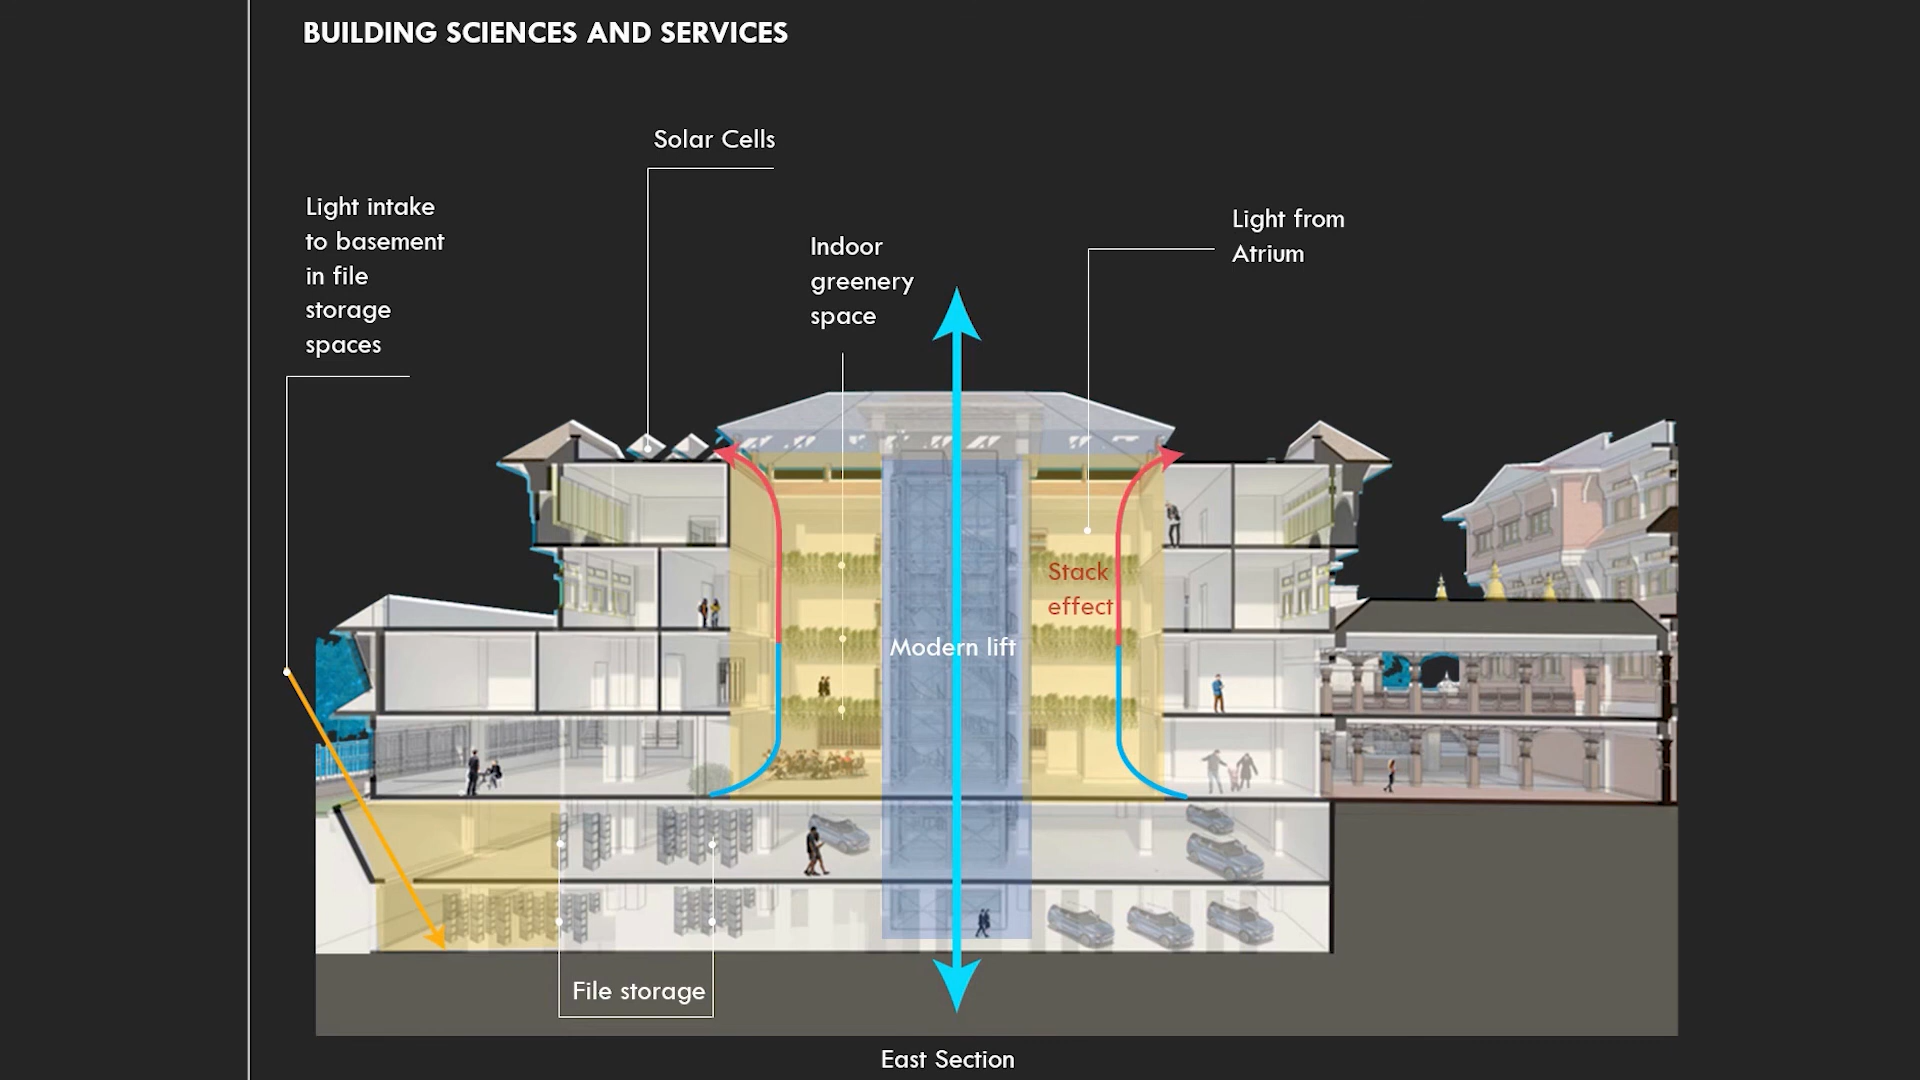 BUILDING SCIENCES AND SERVICES
Solar Cells
Light intake
to basement
in file
storage
spaces
Indoor
greenery
space
Light from
Atrium
Stack
effect
Modern lift
File storage
East Section